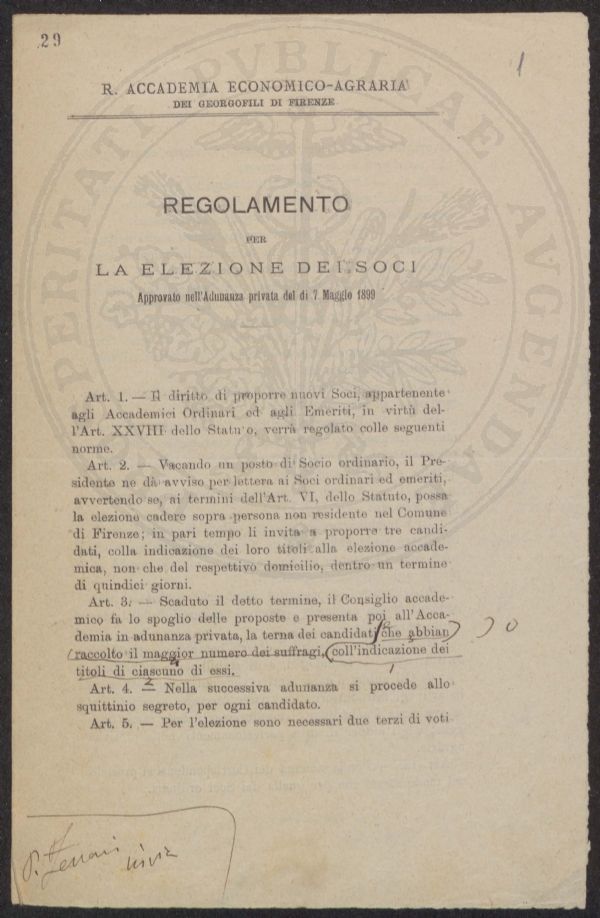 29
1
R. ACCADEMIA ECONOMICO-AGRARIA
DEI GEORGOFILI DI FIRENZE
REGOLAMENTO
PER
LA ELEZIONE DEI SOCI
Approvato nell'Adunanza privata del di 7 Maggio 1899
Art. 1. — Il diritto di proporre nuovi Soci, appartenente
agli Accademici Ordinari ed agli Emeriti, in virtù del-
l'Art. XXVIII dello Statuto, verrà regolato colle seguenti
norme.
Art. 2. — Vacando un posto di Socio ordinario, il Pre-
sidente ne dà avviso per lettera ai Soci ordinari ed emeriti,
avvertendo se, ai termini dell'Art. VI, dello Statuto, possa
la elezione cadere sopra persona non residente nel Comune
di Firenze; in pari tempo li invita a proporre tre candi-
dati, colla indicazione dei loro titoli alla elezione accade-
mica, non che del respettivo domicilio, dentro un termine
di quindici giorni.
Art. 3. — Scaduto il detto termine, il Consiglio accade-
mico fa lo spoglio delle proposte e presenta poi all'Acca-
demia in adunanza privata, la terna dei candidati che abbian
raccolto il maggior numero dei suffragi, coll'indicazione dei
titoli di ciascuno di essi.
Art. 4. — Nella successiva adunanza si procede allo
squittinio segreto, per ogni candidato.
Art. 5. — Per l'elezione sono necessari due terzi di voti
PROSPERITATI PVBLICAE AVGENDAE